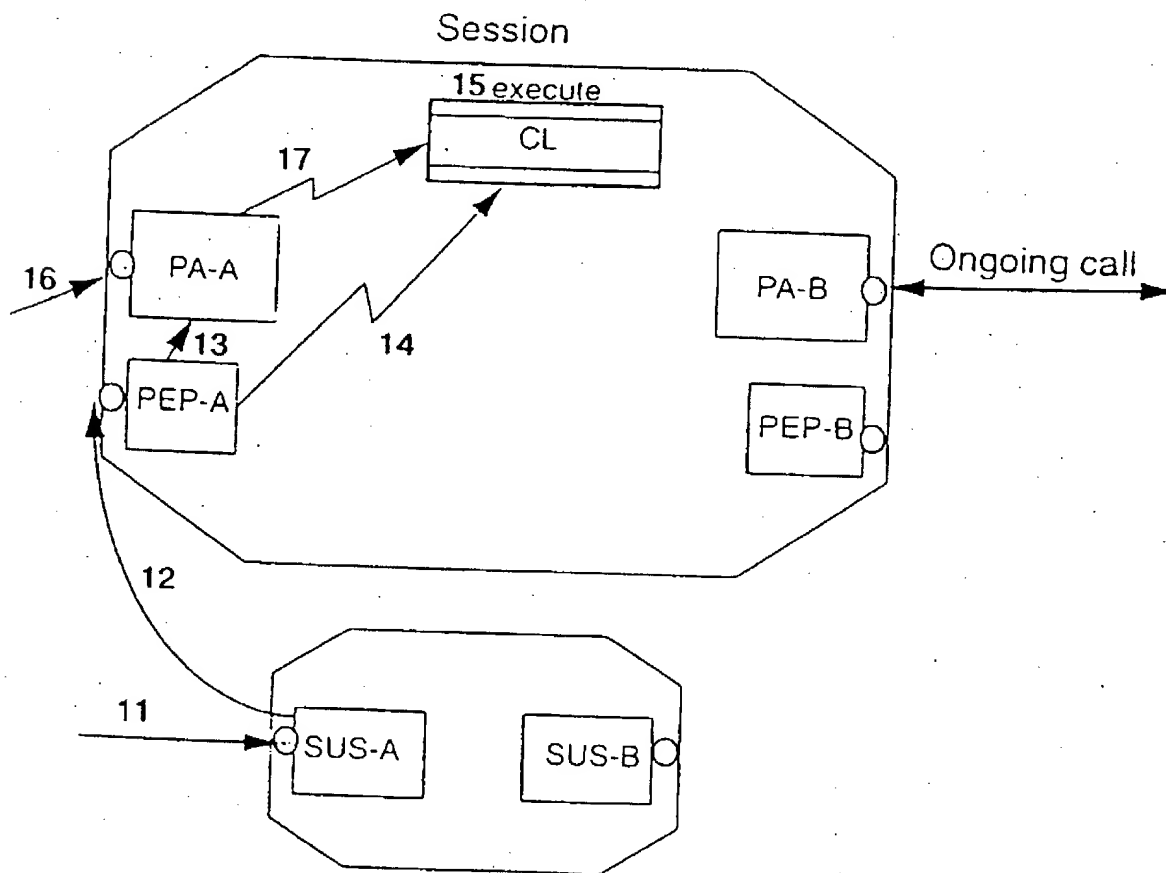 Session
15 execute
CL
17
PA-A
16
13
PEP-A
14
PA-B
Ongoing call
PEP-B
12
11
SUS-A
SUS-B